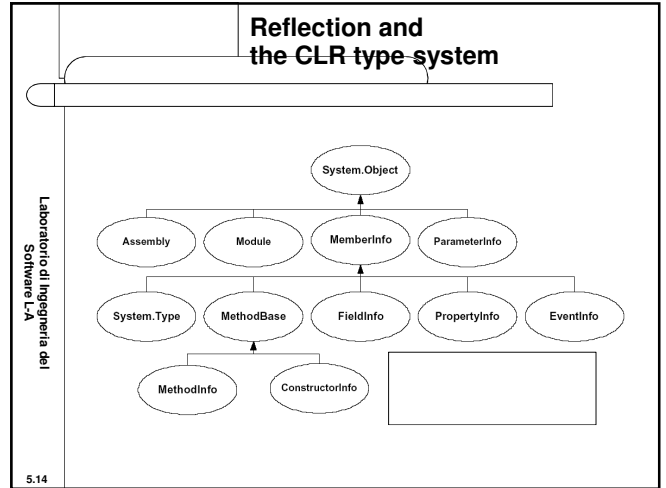 Reflection and
the CLR type system
System.Object
Assembly
Module
MemberInfo
ParameterInfo
System.Type
MethodBase
FieldInfo
PropertyInfo
EventInfo
MethodInfo
ConstructorInfo
Laboratorio di Ingegneria del
Software L-A
5.14